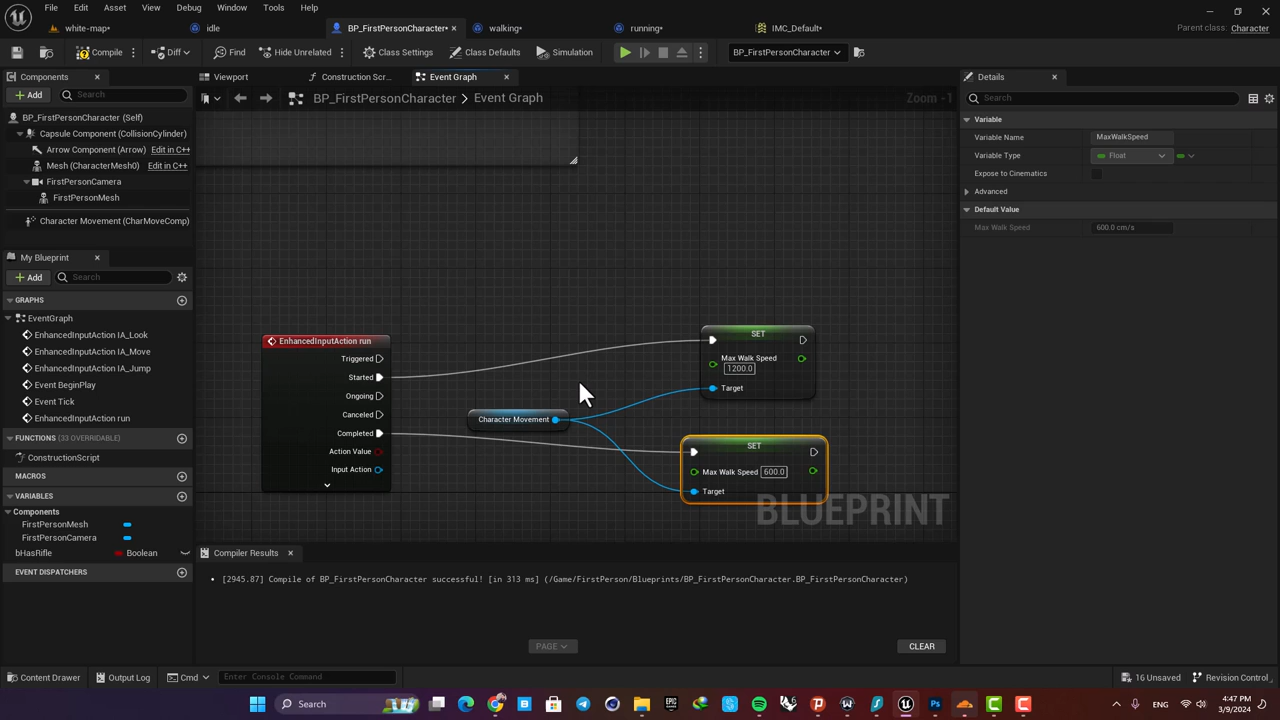 File Edit Asset View Debug Window Tools Help
white-map* idle BP_FirstPersonCharacter* walking* running* IMC_Default*
Parent class: Character
Compile Diff Find Hide Unrelated Class Settings Class Defaults Simulation BP_FirstPersonCharacter
Components
Add Search
BP_FirstPersonCharacter (Self)
Capsule Component (CollisionCylinder)
Arrow Component (Arrow) Edit in C++
Mesh (CharacterMesh0) Edit in C++
FirstPersonCamera
FirstPersonMesh
Character Movement (CharMoveComp)
My Blueprint
Add Search
GRAPHS
EventGraph
EnhancedInputAction IA_Look
EnhancedInputAction IA_Move
EnhancedInputAction IA_Jump
Event BeginPlay
Event Tick
EnhancedInputAction run
FUNCTIONS (33 OVERRIDABLE)
ConstructionScript
MACROS
VARIABLES
Components
FirstPersonMesh
FirstPersonCamera
bHasRifle Boolean
EVENT DISPATCHERS
Viewport Construction Scr... Event Graph
BP_FirstPersonCharacter > Event Graph
Zoom -1
EnhancedInputAction run
Triggered
Started
Ongoing
Canceled
Completed
Action Value
Input Action
Character Movement
SET
Max Walk Speed
1200.0
Target
SET
Max Walk Speed 600.0
Target
BLUEPRINT
Compiler Results
[2945.87] Compile of BP_FirstPersonCharacter successful! [in 313 ms] (/Game/FirstPerson/Blueprints/BP_FirstPersonCharacter.BP_FirstPersonCharacter)
PAGE CLEAR
Details
Search
Variable
Variable Name MaxWalkSpeed
Variable Type Float
Expose to Cinematics
Advanced
Default Value
Max Walk Speed 600.0 cm/s
Content Drawer Output Log Cmd Enter Console Command
16 Unsaved Revision Control
Search
4:47 PM
3/9/2024